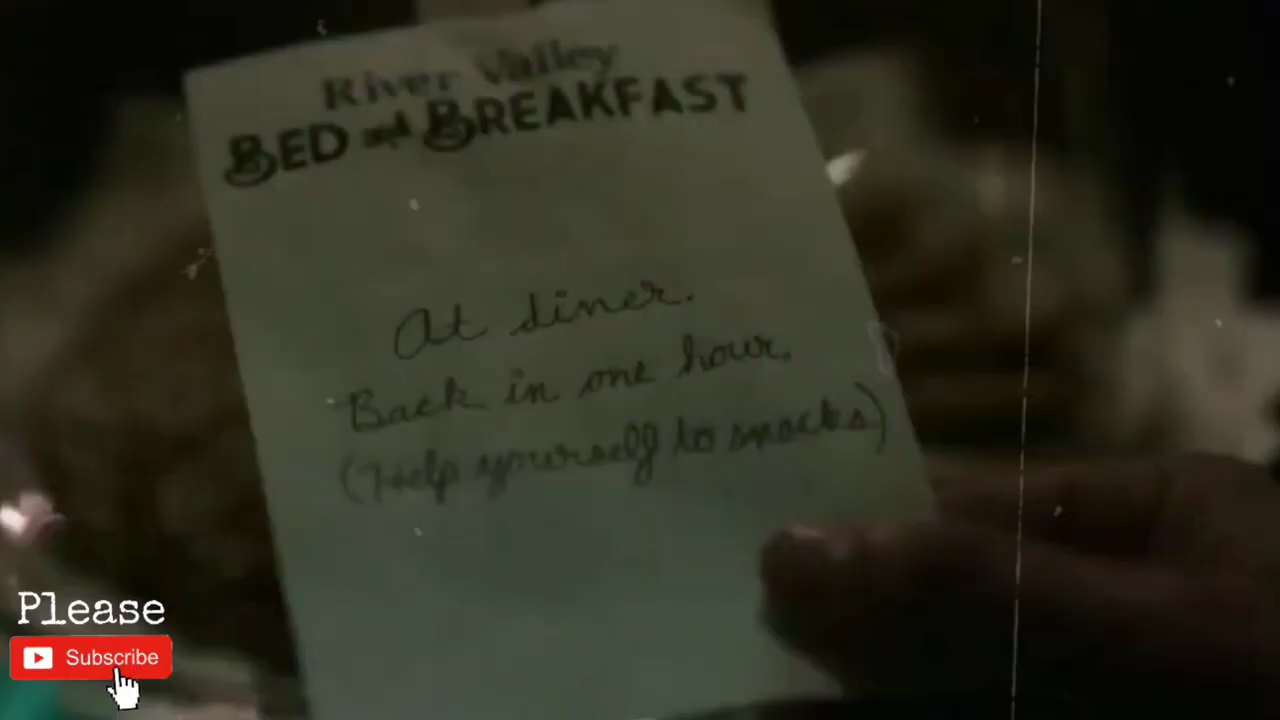 River Valley
BED and BREAKFAST
At diner.
Back in one hour.
(Help yourself to snacks)
Please
Subscribe